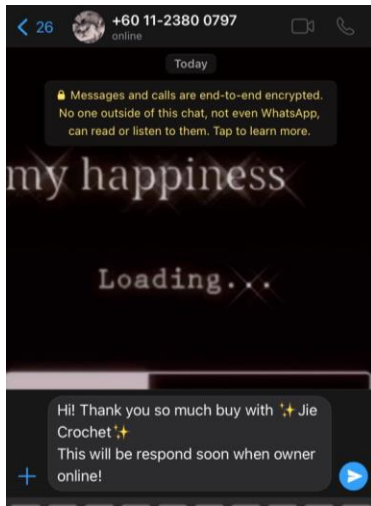 26
+60 11-2380 0797
online
Today
🔒 Messages and calls are end-to-end encrypted.
No one outside of this chat, not even WhatsApp,
can read or listen to them. Tap to learn more.
my happiness
Loading...
Hi! Thank you so much buy with ✨Jie
Crochet✨
This will be respond soon when owner
online!